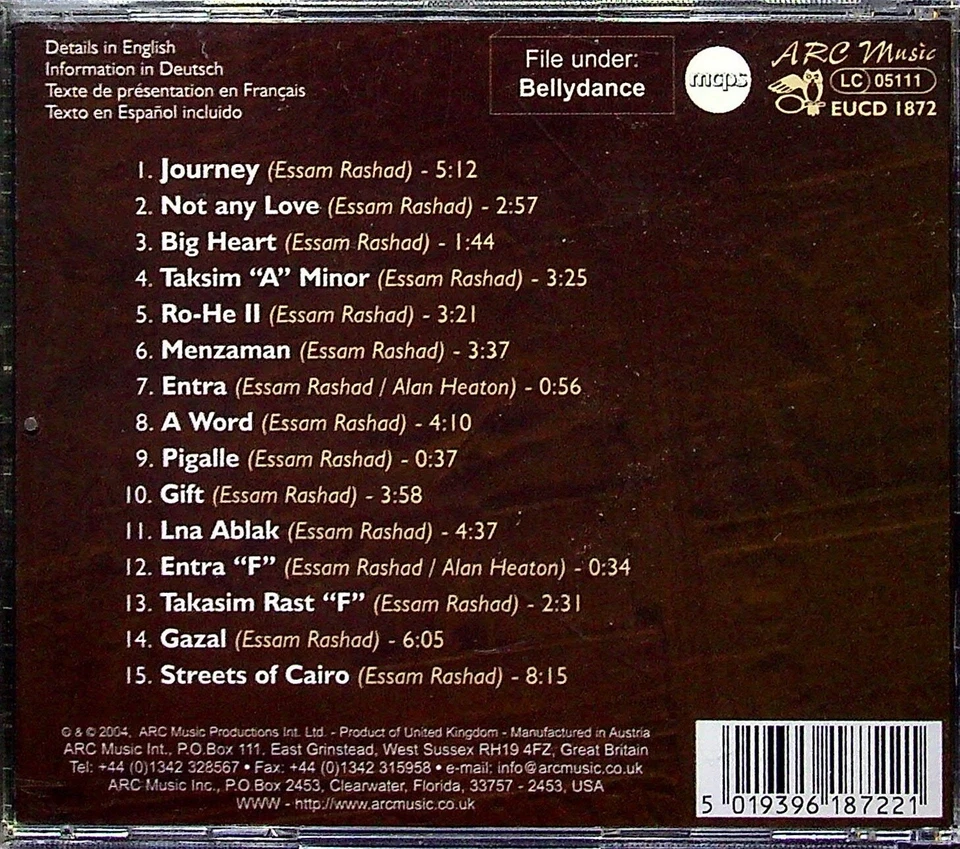 Details in English
Information in Deutsch
Texte de présentation en Français
Texto en Español incluido
File under:
Bellydance
mcps
ARC Music
LC 05111
EUCD 1872
1. Journey (Essam Rashad) - 5:12
2. Not any Love (Essam Rashad) - 2:57
3. Big Heart (Essam Rashad) - 1:44
4. Taksim “A” Minor (Essam Rashad) - 3:25
5. Ro-He II (Essam Rashad) - 3:21
6. Menzaman (Essam Rashad) - 3:37
7. Entra (Essam Rashad / Alan Heaton) - 0:56
8. A Word (Essam Rashad) - 4:10
9. Pigalle (Essam Rashad) - 0:37
10. Gift (Essam Rashad) - 3:58
11. Lna Ablak (Essam Rashad) - 4:37
12. Entra “F” (Essam Rashad / Alan Heaton) - 0:34
13. Takasim Rast “F” (Essam Rashad) - 2:31
14. Gazal (Essam Rashad) - 6:05
15. Streets of Cairo (Essam Rashad) - 8:15
℗ & © 2004, ARC Music Productions Int. Ltd. - Product of United Kingdom - Manufactured in Austria
ARC Music Int., P.O.Box 111, East Grinstead, West Sussex RH19 4FZ, Great Britain
Tel: +44 (0)1342 328567 • Fax: +44 (0)1342 315958 • e-mail: info@arcmusic.co.uk
ARC Music Inc., P.O.Box 2453, Clearwater, Florida, 33757 - 2453, USA
WWW - http://www.arcmusic.co.uk
5 019396 187221